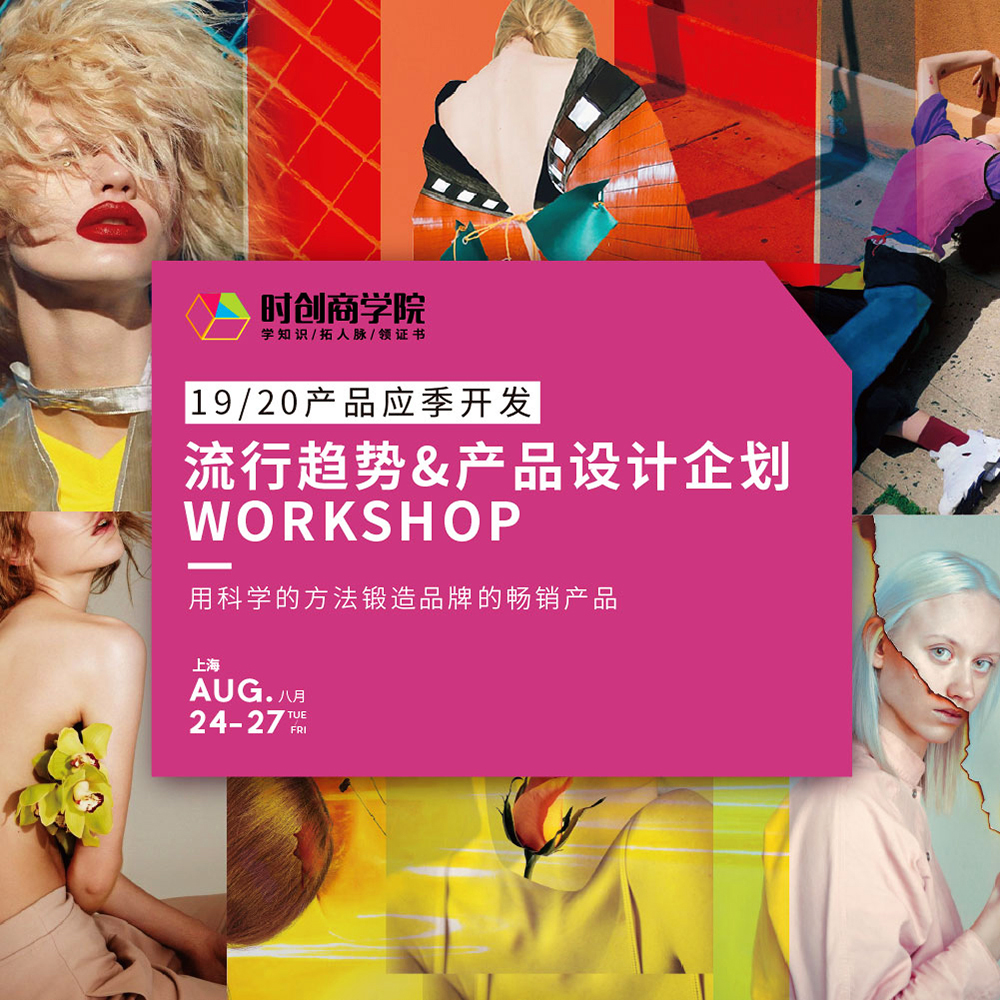 时创商学院
学知识/拓人脉/领证书
19/20产品应季开发
流行趋势&产品设计企划
WORKSHOP
用科学的方法锻造品牌的畅销产品
上海
AUG. 八月
24-27 TUE/FRI